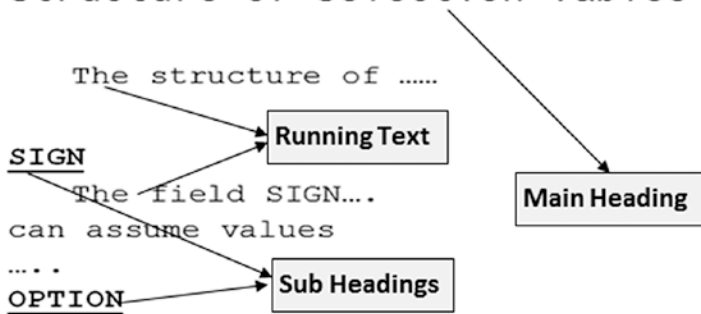 The structure of ……
Running Text
SIGN
The field SIGN….
Main Heading
can assume values
…..
Sub Headings
OPTION